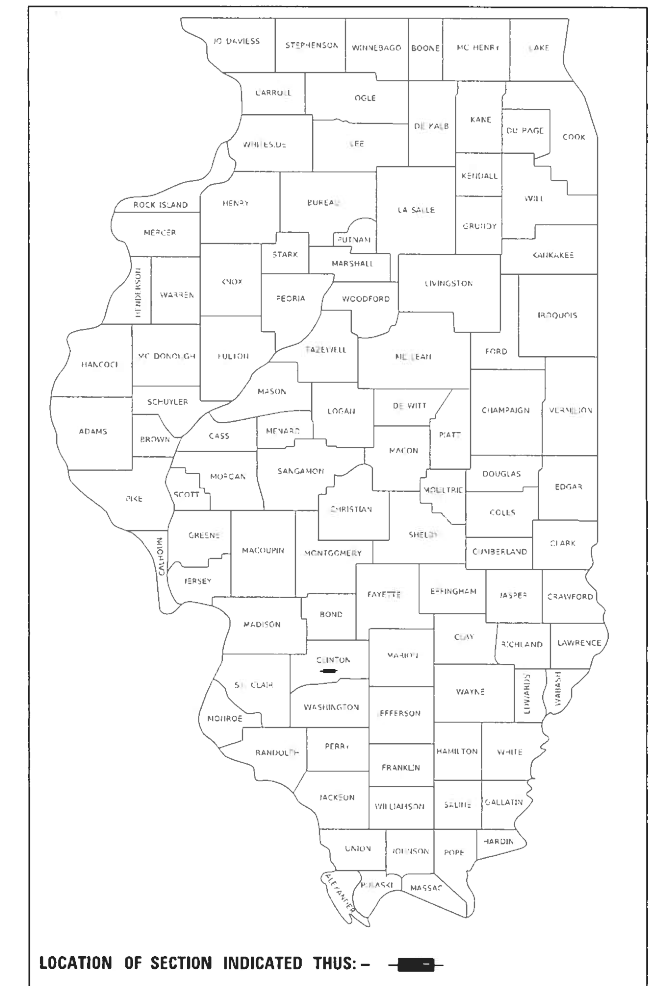 JO DAVIESS STEPHENSON WINNEBAGO BOONE MC HENRY LAKE
CARROLL OGLE DE KALB KANE DU PAGE COOK
WHITESIDE LEE
KENDALL
ROCK ISLAND HENRY BUREAU LA SALLE GRUNDY WILL
MERCER PUTNAM
STARK MARSHALL KANKAKEE
HENDERSON WARREN KNOX PEORIA WOODFORD LIVINGSTON IROQUOIS
HANCOCK MC DONOUGH FULTON TAZEWELL MC LEAN FORD
SCHUYLER MASON LOGAN DE WITT CHAMPAIGN VERMILION
ADAMS BROWN CASS MENARD MACON PIATT
MORGAN SANGAMON DOUGLAS EDGAR
PIKE SCOTT CHRISTIAN MOULTRIE COLES
CALHOUN GREENE MACOUPIN MONTGOMERY SHELBY CUMBERLAND CLARK
JERSEY FAYETTE EFFINGHAM JASPER CRAWFORD
MADISON BOND CLAY RICHLAND LAWRENCE
CLINTON MARION
ST. CLAIR WAYNE EDWARDS WABASH
MONROE WASHINGTON JEFFERSON
RANDOLPH PERRY FRANKLIN HAMILTON WHITE
JACKSON WILLIAMSON SALINE GALLATIN
UNION JOHNSON POPE HARDIN
ALEXANDER PULASKI MASSAC
LOCATION OF SECTION INDICATED THUS: -